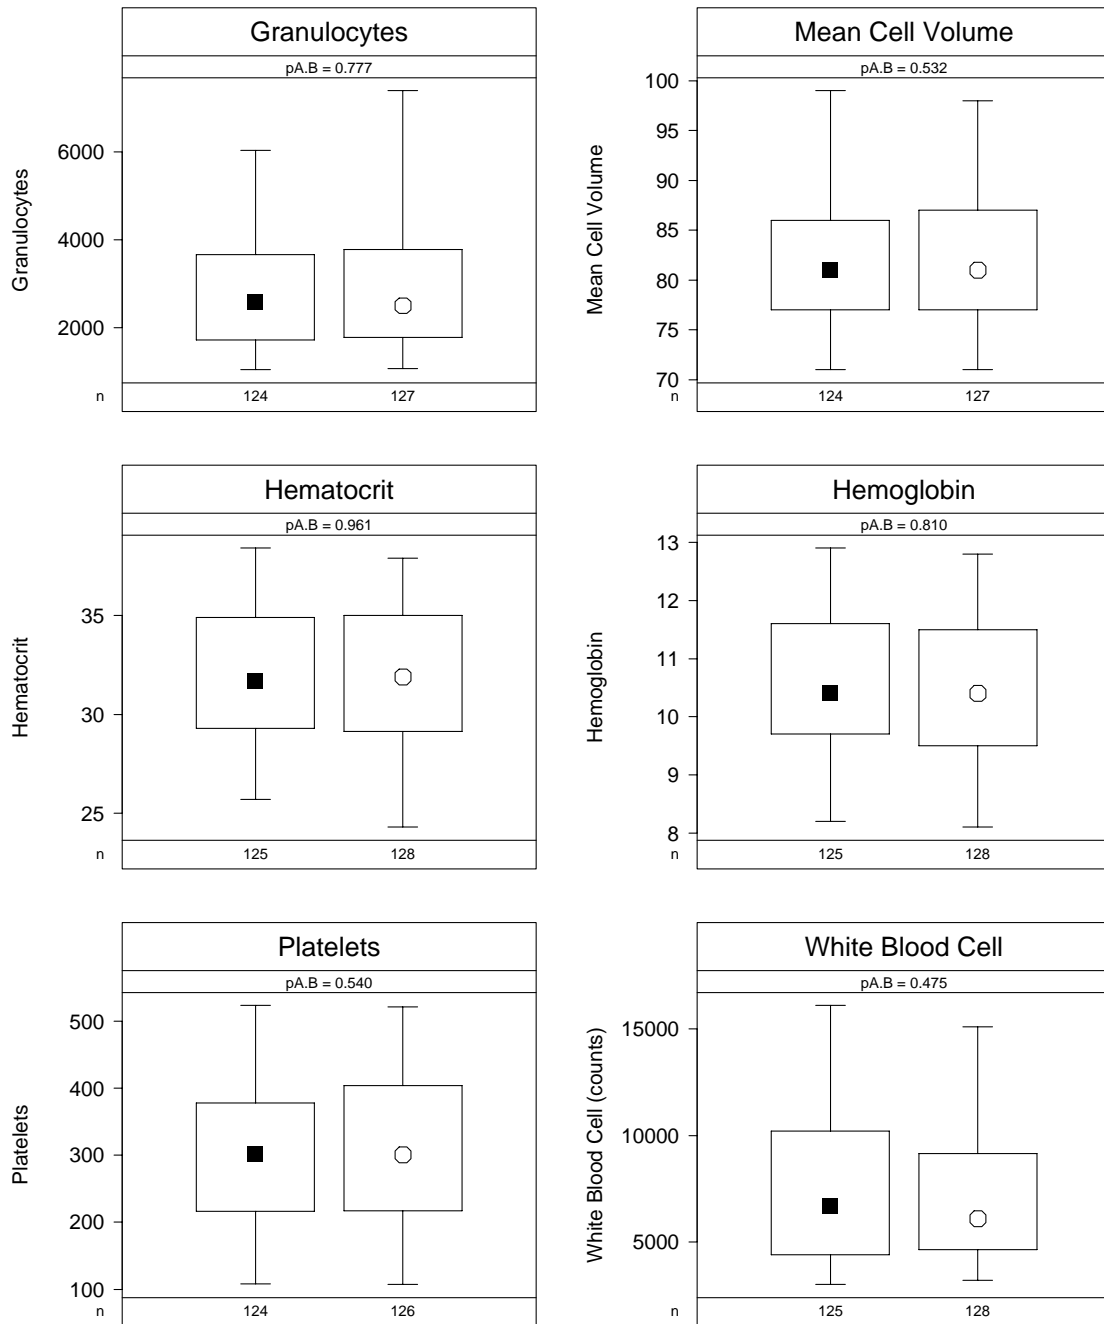 Granulocytes
pA.B = 0.777
Granulocytes
6000
4000
2000
n 124 127
Mean Cell Volume
pA.B = 0.532
Mean Cell Volume
100
95
90
85
80
75
70
n 124 127
Hematocrit
pA.B = 0.961
Hematocrit
35
30
25
n 125 128
Hemoglobin
pA.B = 0.810
Hemoglobin
13
12
11
10
9
8
n 125 128
Platelets
pA.B = 0.540
Platelets
500
400
300
200
100
n 124 126
White Blood Cell
pA.B = 0.475
White Blood Cell (counts)
15000
10000
5000
n 125 128